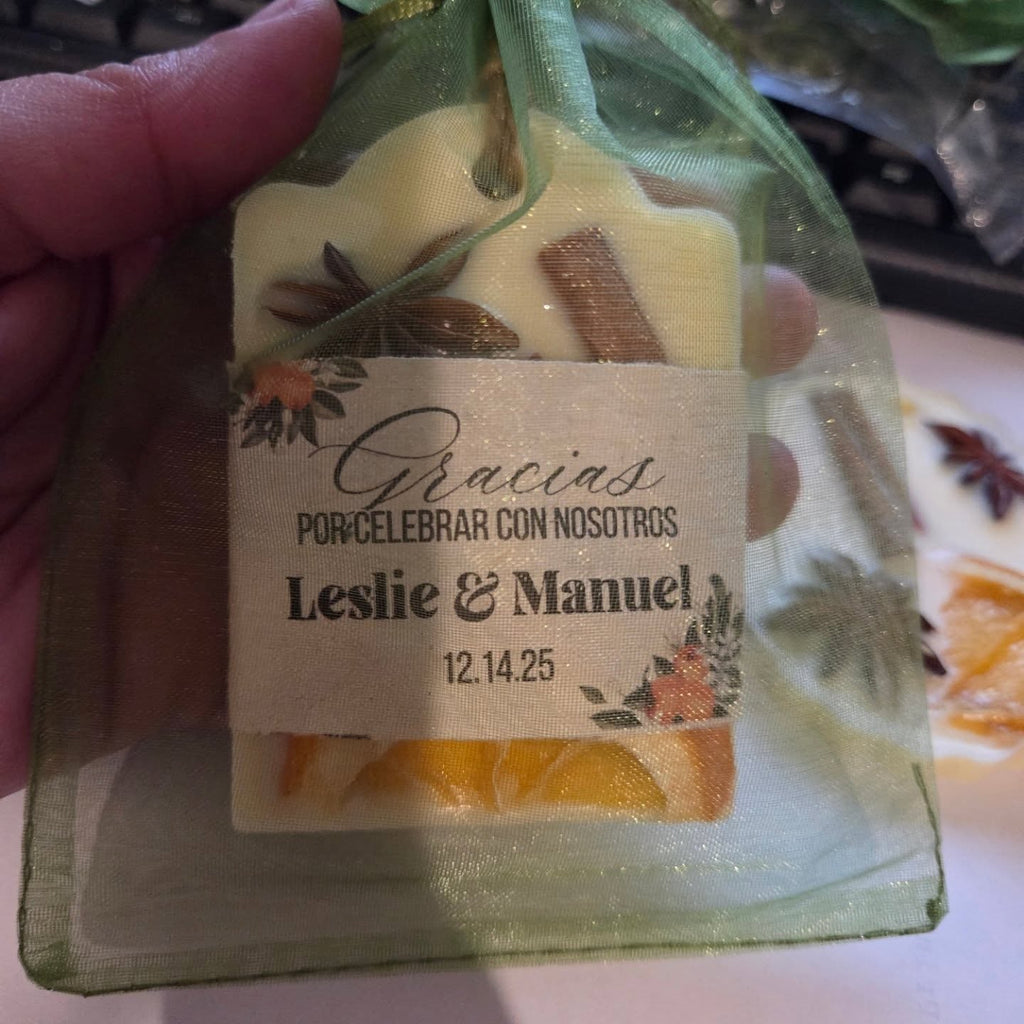 Gracias
POR CELEBRAR CON NOSOTROS
Leslie & Manuel
12.14.25